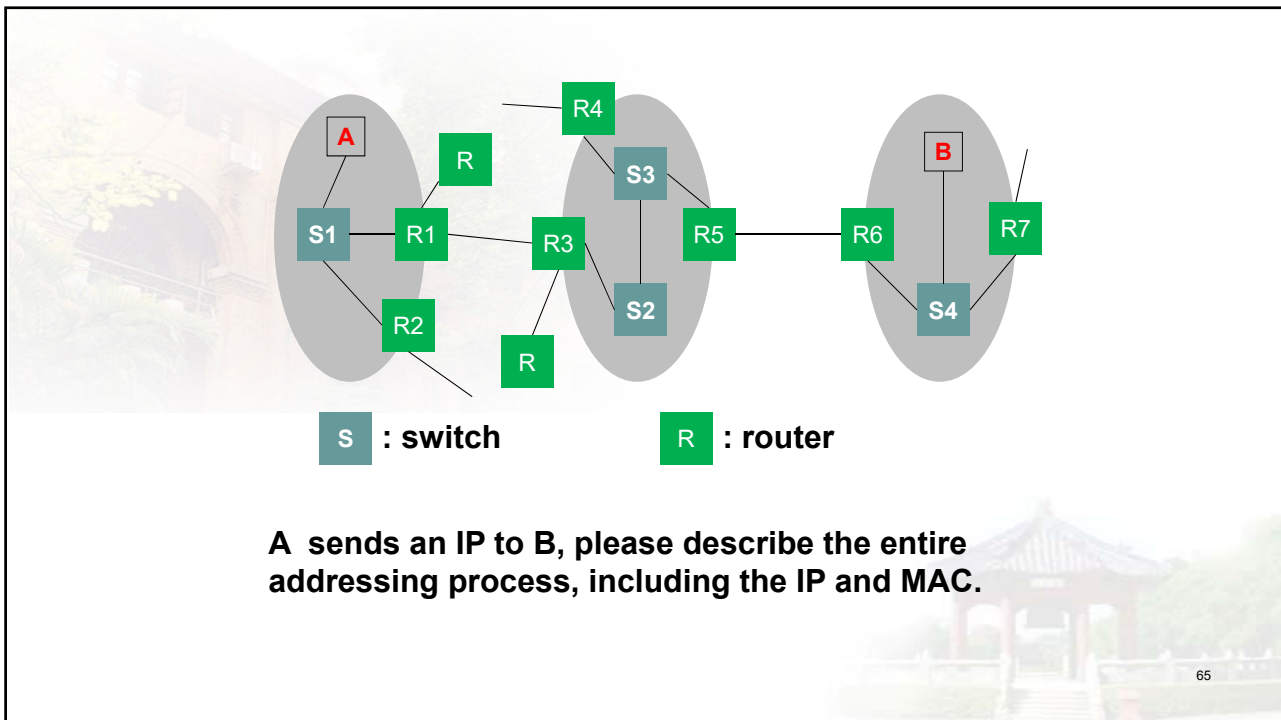 R4
A
R
B
S3
S1
R1
R3
R5
R6
R7
R2
S2
S4
R
S : switch
R : router
A sends an IP to B, please describe the entire
addressing process, including the IP and MAC.
65